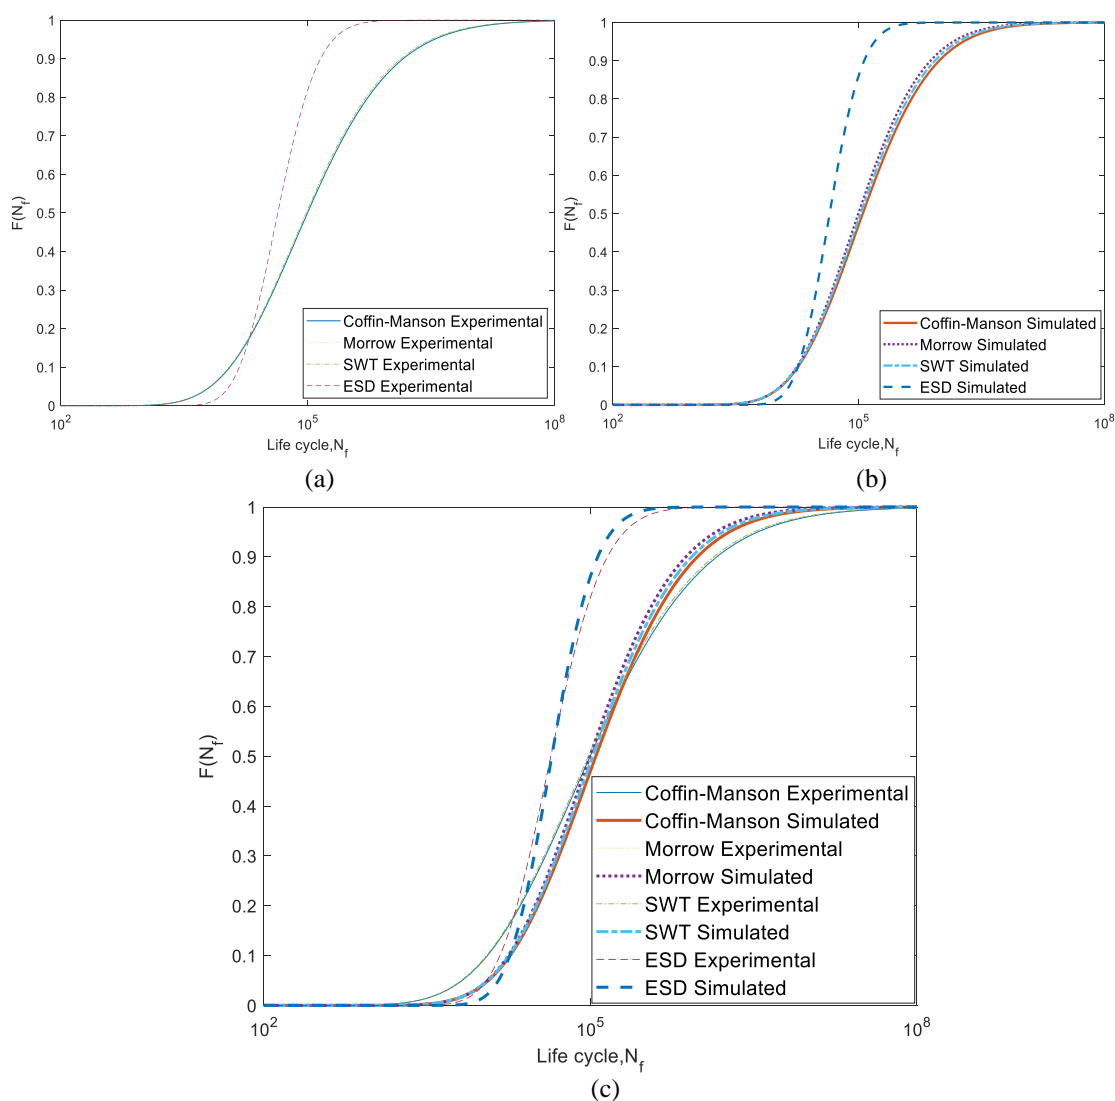 1
0.9
0.8
0.7
0.6
0.5
0.4
0.3
0.2
0.1
0
F(N_f)
10^2
10^5
10^8
Life cycle,N_f
Coffin-Manson Experimental
Morrow Experimental
SWT Experimental
ESD Experimental
(a)
1
0.9
0.8
0.7
0.6
0.5
0.4
0.3
0.2
0.1
0
F(N_f)
10^2
10^5
10^8
Life cycle,N_f
Coffin-Manson Simulated
Morrow Simulated
SWT Simulated
ESD Simulated
(b)
1
0.9
0.8
0.7
0.6
0.5
0.4
0.3
0.2
0.1
0
F(N_f)
10^2
10^5
10^8
Life cycle,N_f
Coffin-Manson Experimental
Coffin-Manson Simulated
Morrow Experimental
Morrow Simulated
SWT Experimental
SWT Simulated
ESD Experimental
ESD Simulated
(c)